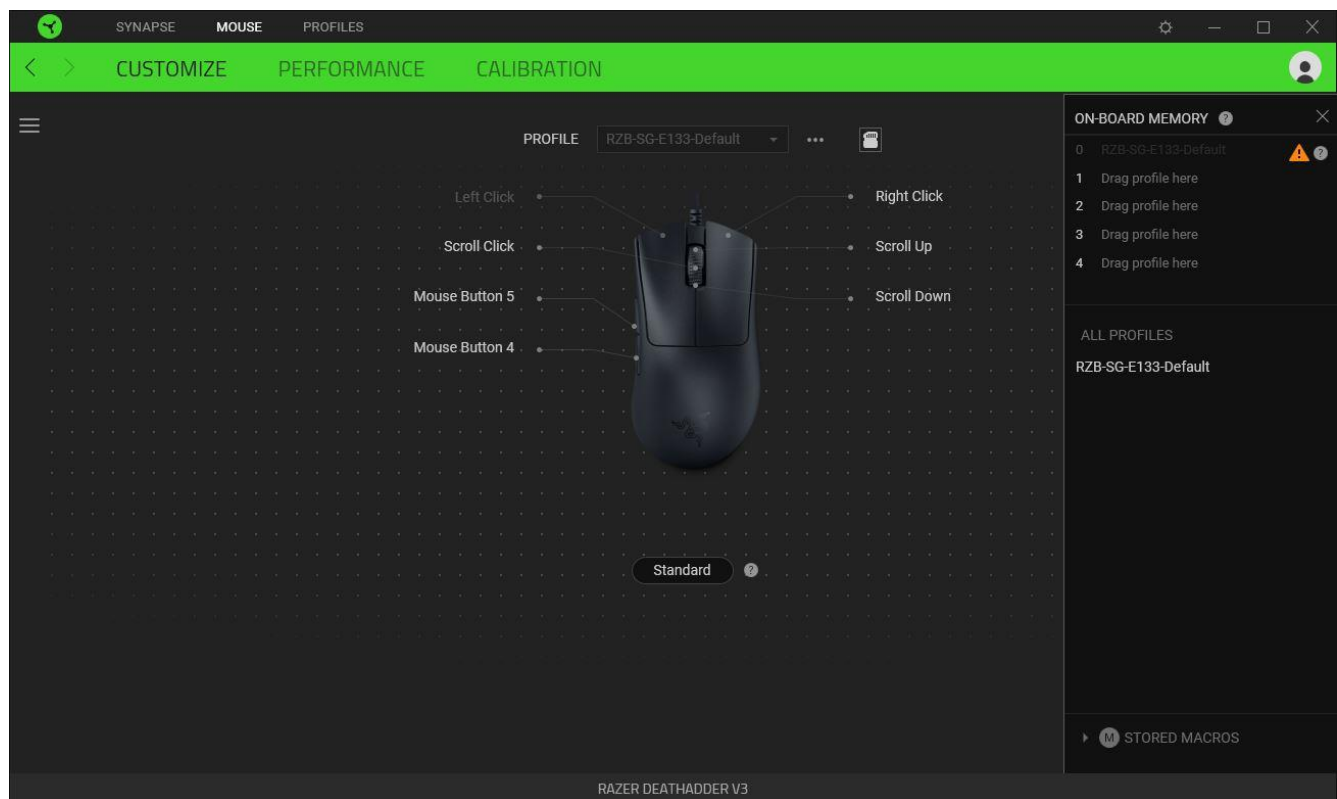 SYNAPSE MOUSE PROFILES
CUSTOMIZE PERFORMANCE CALIBRATION
PROFILE RZB-SG-E133-Default
Left Click
Scroll Click
Mouse Button 5
Mouse Button 4
Right Click
Scroll Up
Scroll Down
Standard ?
ON-BOARD MEMORY ?
0 RZB-SG-E133-Default ?
1 Drag profile here
2 Drag profile here
3 Drag profile here
4 Drag profile here
ALL PROFILES
RZB-SG-E133-Default
M STORED MACROS
RAZER DEATHADDER V3